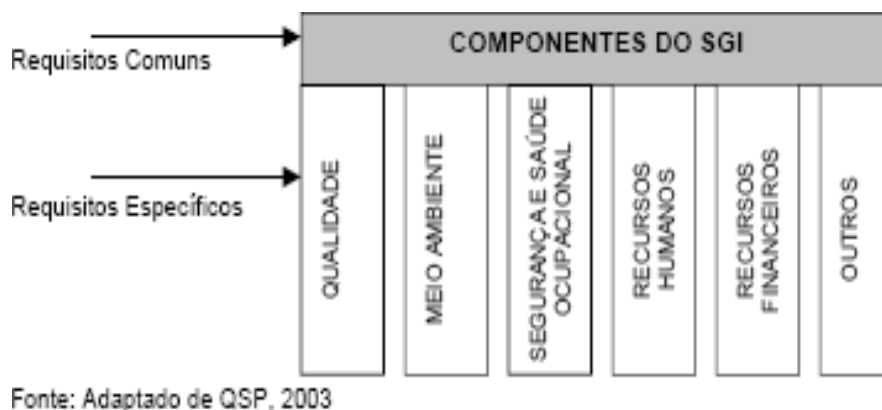 COMPONENTES DO SGI
Requisitos Comuns
Requisitos Específicos
QUALIDADE
MEIO AMBIENTE
SEGURANÇA E SAÚDE
OCUPACIONAL
RECURSOS
HUMANOS
RECURSOS
FINANCEIROS
OUTROS
Fonte: Adaptado de QSP, 2003